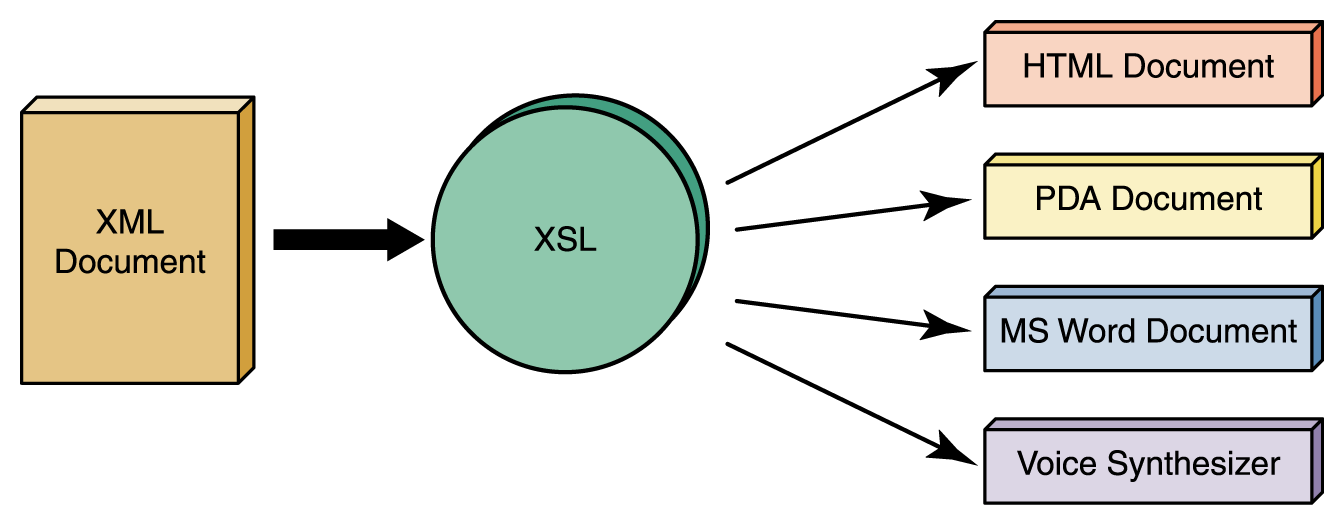 XML
Document
XSL
HTML Document
PDA Document
MS Word Document
Voice Synthesizer